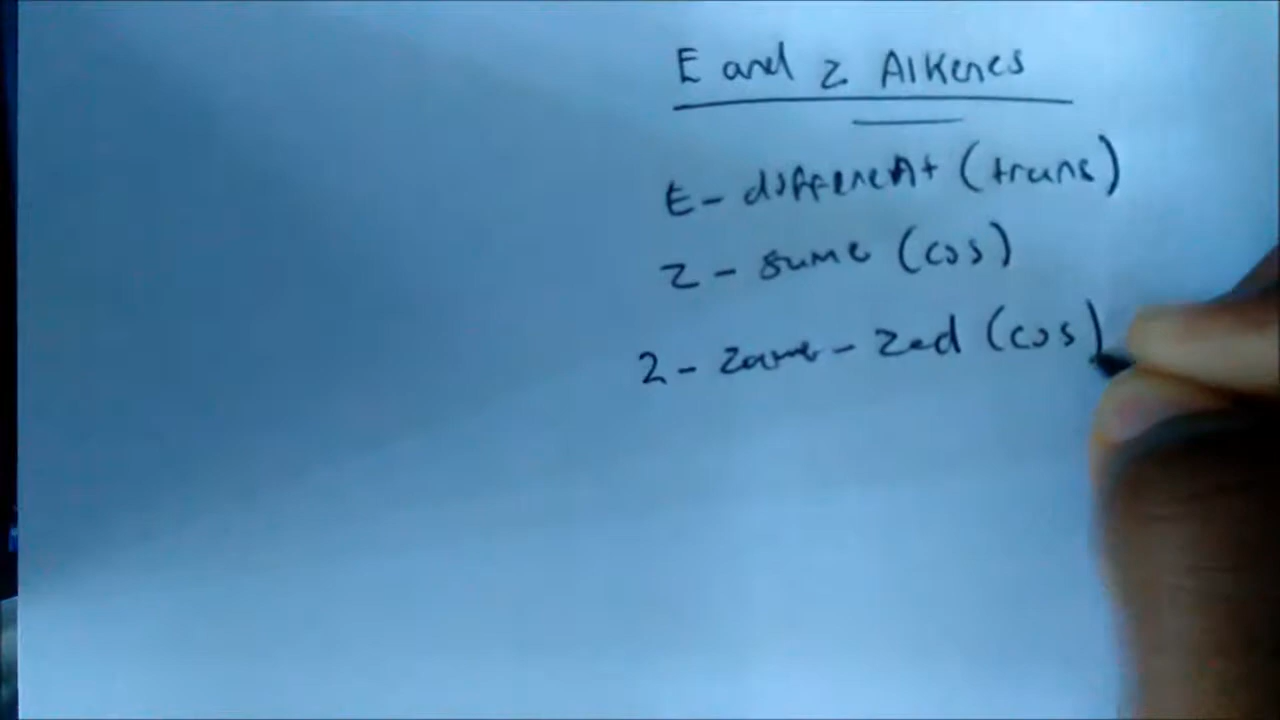 E and Z Alkenes
E - different (trans)
Z - same (cis)
Z - zame - zed (cis)